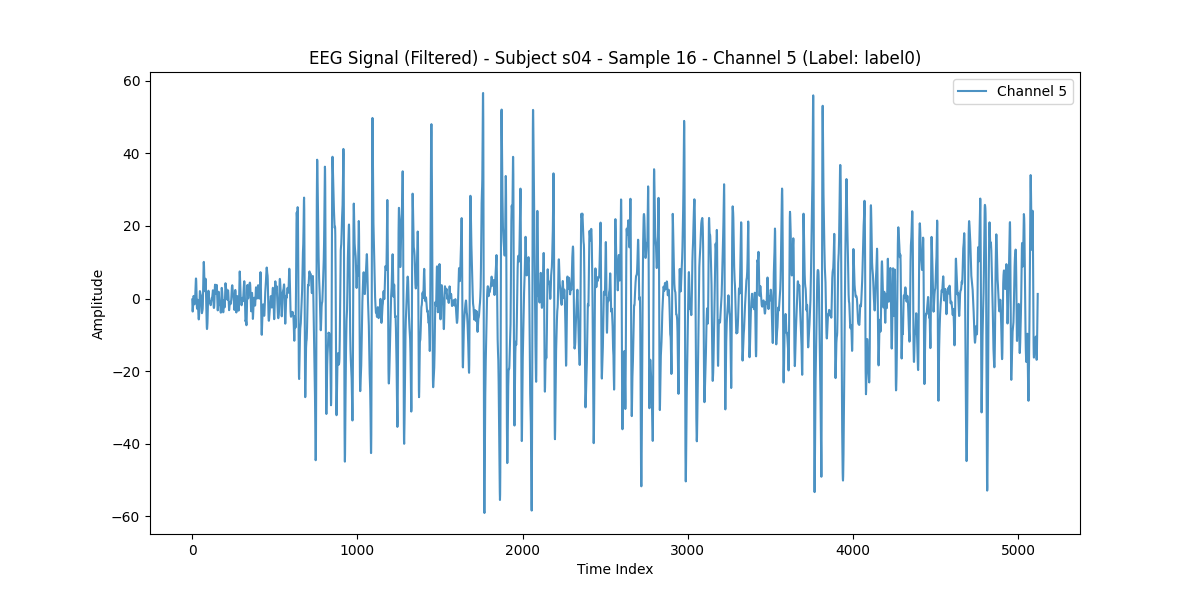 EEG Signal (Filtered) - Subject s04 - Sample 16 - Channel 5 (Label: label0)
Channel 5
60
40
20
0
−20
−40
−60
Amplitude
0 1000 2000 3000 4000 5000
Time Index